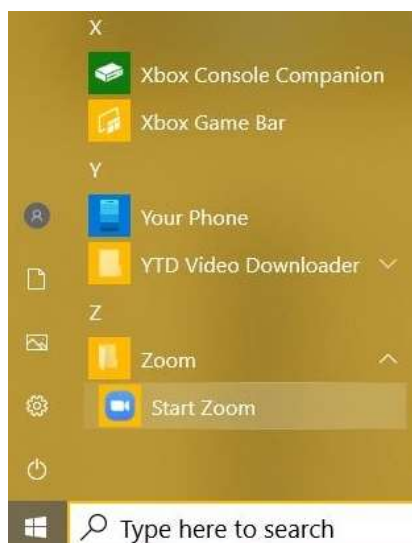 X
Xbox Console Companion
Xbox Game Bar
Y
Your Phone
YTD Video Downloader
Z
Zoom
Start Zoom
Type here to search